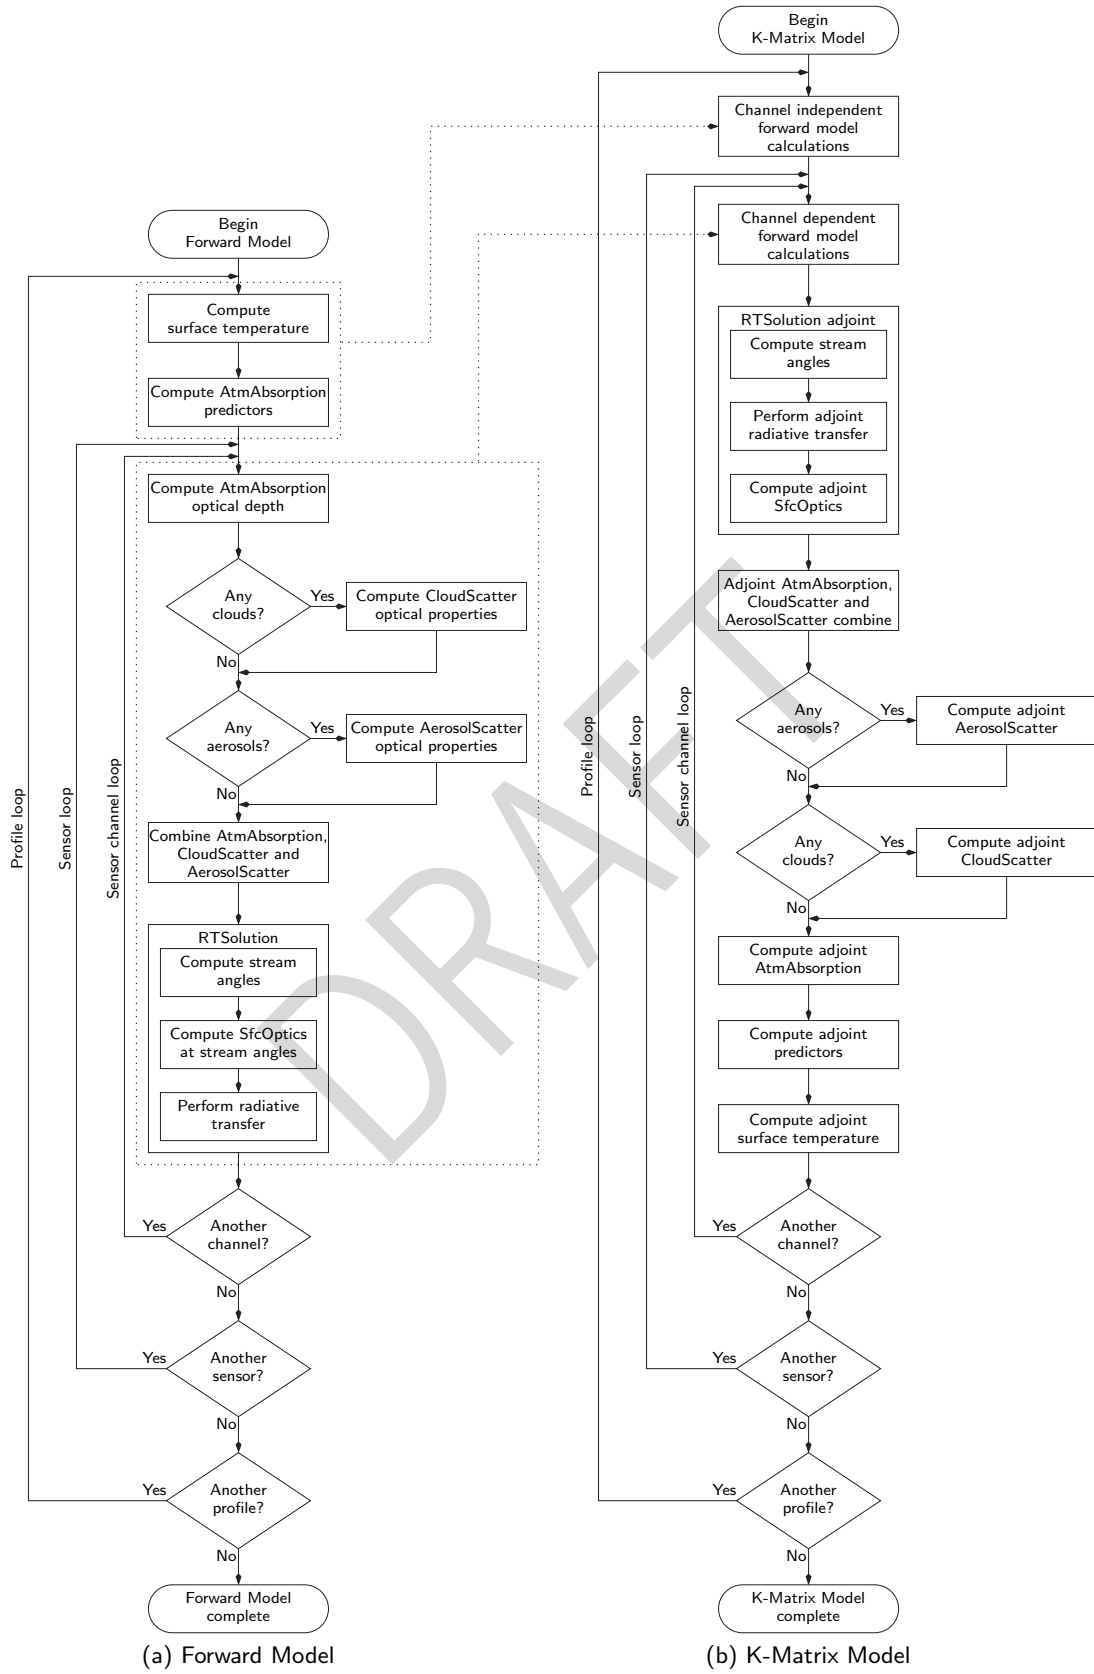 Begin
Forward Model
Compute
surface temperature
Compute AtmAbsorption
predictors
Compute AtmAbsorption
optical depth
Any
clouds?
Yes
Compute CloudScatter
optical properties
No
Any
aerosols?
Yes
Compute AerosolScatter
optical properties
No
Combine AtmAbsorption,
CloudScatter and
AerosolScatter
RTSolution
Compute stream
angles
Compute SfcOptics
at stream angles
Perform radiative
transfer
Another
channel?
Yes
No
Another
sensor?
Yes
No
Another
profile?
Yes
No
Forward Model
complete
Profile loop
Sensor loop
Sensor channel loop
(a) Forward Model
Begin
K-Matrix Model
Channel independent
forward model
calculations
Channel dependent
forward model
calculations
RTSolution adjoint
Compute stream
angles
Perform adjoint
radiative transfer
Compute adjoint
SfcOptics
Adjoint AtmAbsorption,
CloudScatter and
AerosolScatter combine
Any
aerosols?
Yes
Compute adjoint
AerosolScatter
No
Any
clouds?
Yes
Compute adjoint
CloudScatter
No
Compute adjoint
AtmAbsorption
Compute adjoint
predictors
Compute adjoint
surface temperature
Another
channel?
Yes
No
Another
sensor?
Yes
No
Another
profile?
Yes
No
K-Matrix Model
complete
Profile loop
Sensor loop
Sensor channel loop
(b) K-Matrix Model
DRAFT